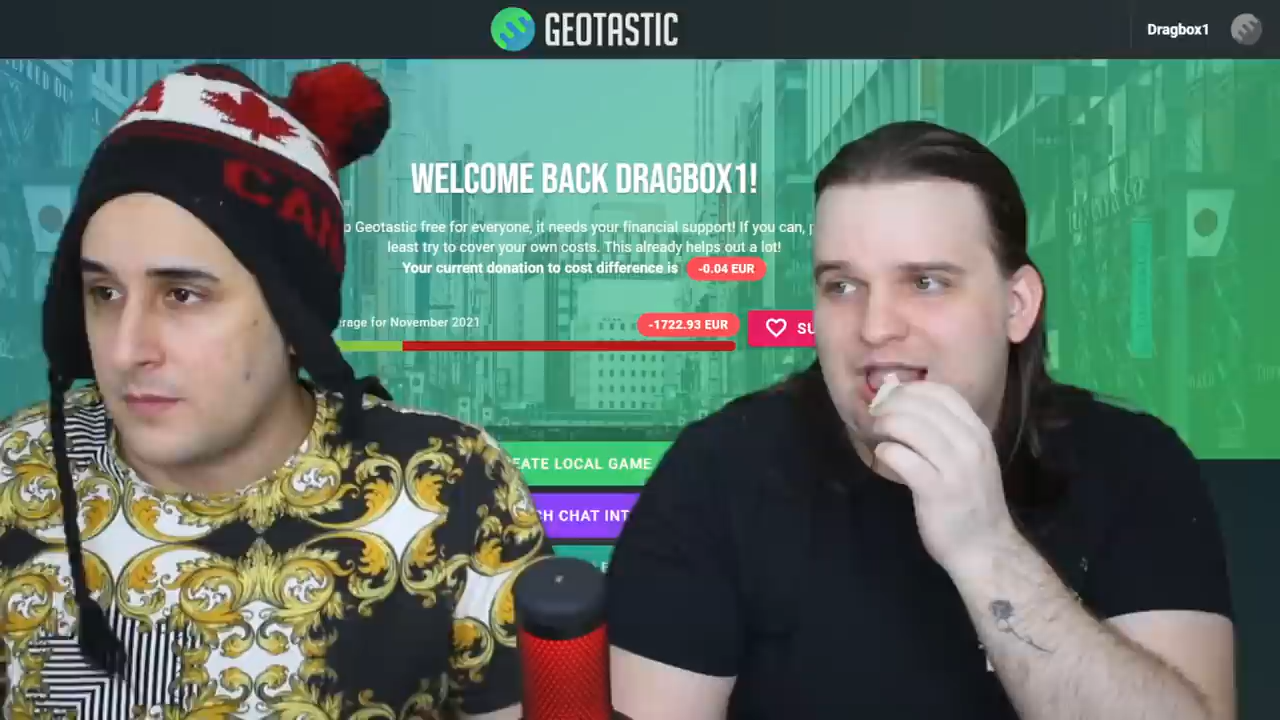 GEOTASTIC
Dragbox1
WELCOME BACK DRAGBOX1!
Geotastic free for everyone, it needs your financial support! If you can,
least try to cover your own costs. This already helps out a lot!
Your current donation to cost difference is -0.04 EUR
erage for November 2021
-1722.93 EUR
SU
EATE LOCAL GAME
CH CHAT INT
CAN